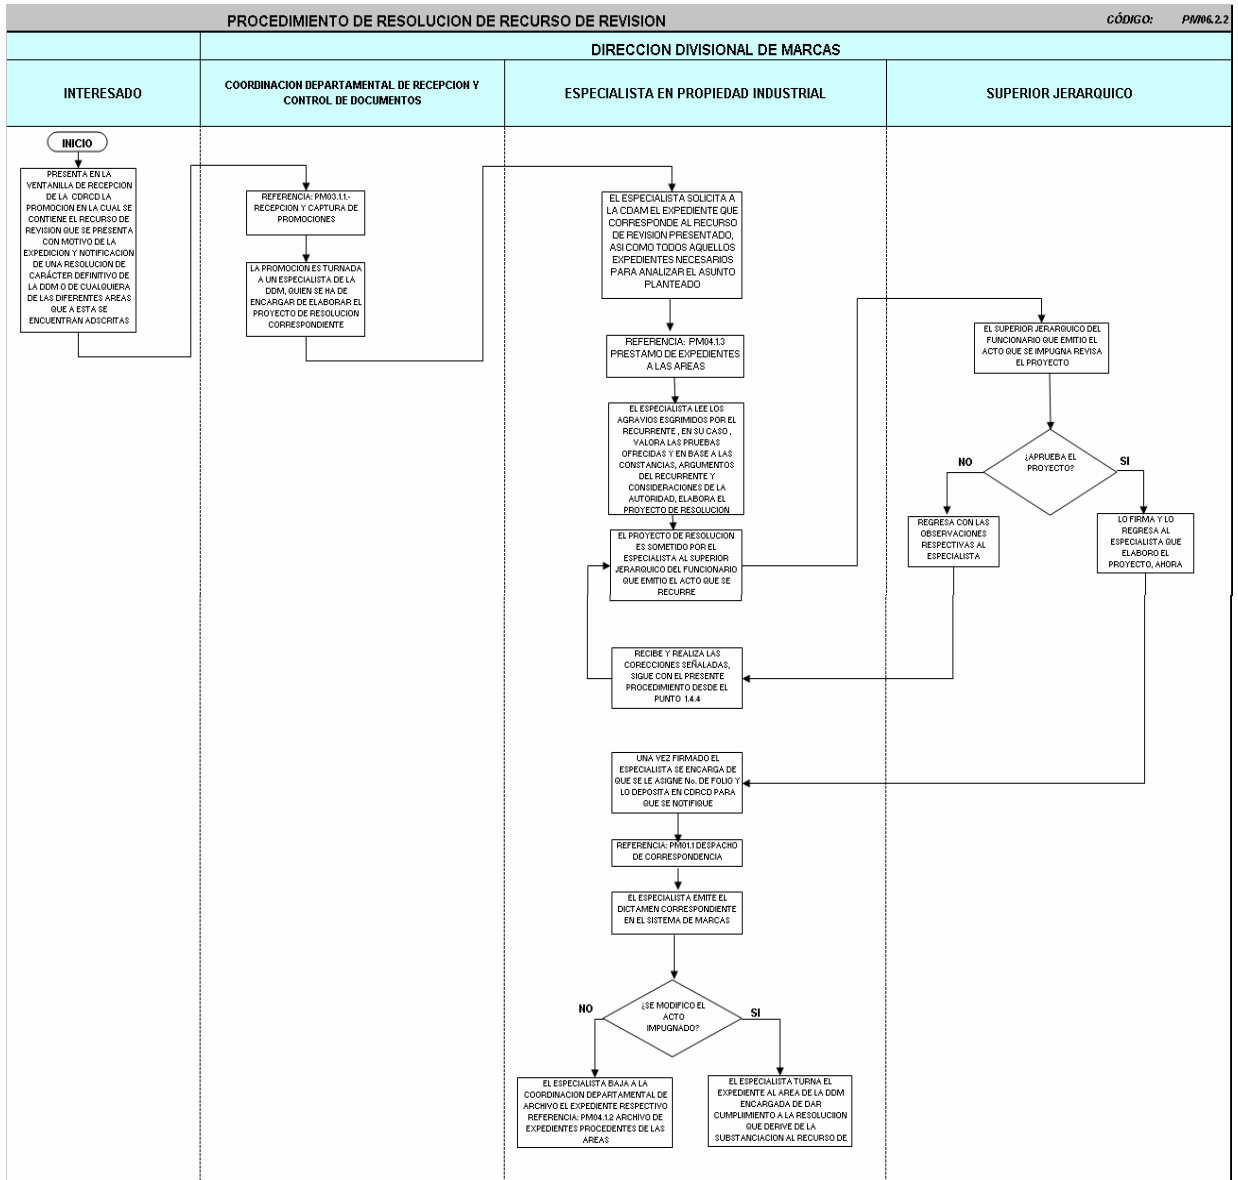 PROCEDIMIENTO DE RESOLUCION DE RECURSO DE REVISION
CÓDIGO: PM06.2.2
DIRECCION DIVISIONAL DE MARCAS
INTERESADO
COORDINACION DEPARTAMENTAL DE RECEPCION Y
CONTROL DE DOCUMENTOS
ESPECIALISTA EN PROPIEDAD INDUSTRIAL
SUPERIOR JERARQUICO
INICIO
PRESENTA EN LA
VENTANILLA DE RECEPCION
DE LA CDRCD LA
PROMOCION EN LA CUAL SE
CONTIENE EL RECURSO DE
REVISION QUE SE PRESENTA
CON MOTIVO DE LA
EXPEDICION Y NOTIFICACION
DE UNA RESOLUCION DE
CARÁCTER DEFINITIVO DE
LA DDM O DE CUALQUIERA
DE LAS DIFERENTES AREAS
QUE A ESTA SE
ENCUENTRAN ADSCRITAS
REFERENCIA: PM03.1.1.-
RECEPCION Y CAPTURA DE
PROMOCIONES
LA PROMOCION ES TURNADA
A UN ESPECIALISTA DE LA
DDM, QUIEN SE HA DE
ENCARGAR DE ELABORAR EL
PROYECTO DE RESOLUCION
CORRESPONDIENTE
EL ESPECIALISTA SOLICITA A
LA CDAM EL EXPEDIENTE QUE
CORRESPONDE AL RECURSO
DE REVISION PRESENTADO,
ASI COMO TODOS AQUELLOS
EXPEDIENTES NECESARIOS
PARA ANALIZAR EL ASUNTO
PLANTEADO
REFERENCIA: PM04.1.3
PRESTAMO DE EXPEDIENTES
A LAS AREAS
EL ESPECIALISTA LEE LOS
AGRAVIOS ESGRIMIDOS POR EL
RECURRENTE , EN SU CASO ,
VALORA LAS PRUEBAS
OFRECIDAS Y EN BASE A LAS
CONSTANCIAS, ARGUMENTOS
DEL RECURRENTE Y
CONSIDERACIONES DE LA
AUTORIDAD, ELABORA EL
PROYECTO DE RESOLUCION
EL PROYECTO DE RESOLUCION
ES SOMETIDO POR EL
ESPECIALISTA AL SUPERIOR
JERARQUICO DEL FUNCIONARIO
QUE EMITIO EL ACTO QUE SE
RECURRE
EL SUPERIOR JERARQUICO DEL
FUNCIONARIO QUE EMITIO EL
ACTO QUE SE IMPUGNA REVISA
EL PROYECTO
¿APRUEBA EL
PROYECTO?
NO
SI
REGRESA CON LAS
OBSERVACIONES
RESPECTIVAS AL
ESPECIALISTA
LO FIRMA Y LO
REGRESA AL
ESPECIALISTA QUE
ELABORO EL
PROYECTO, AHORA
RECIBE Y REALIZA LAS
CORECCIONES SEÑALADAS,
SIGUE CON EL PRESENTE
PROCEDIMIENTO DESDE EL
PUNTO 1.4.4
UNA VEZ FIRMADO EL
ESPECIALISTA SE ENCARGA DE
QUE SE LE ASIGNE No. DE FOLIO Y
LO DEPOSITA EN CDRCD PARA
QUE SE NOTIFIQUE
REFERENCIA: PM01.1 DESPACHO
DE CORRESPONDENCIA
EL ESPECIALISTA EMITE EL
DICTAMEN CORRESPONDIENTE
EN EL SISTEMA DE MARCAS
¿SE MODIFICO EL
ACTO
IMPUGNADO?
NO
SI
EL ESPECIALISTA BAJA A LA
COORDINACION DEPARTAMENTAL DE
ARCHIVO EL EXPEDIENTE RESPECTIVO
REFERENCIA: PM04.1.2 ARCHIVO DE
EXPEDIENTES PROCEDENTES DE LAS
AREAS
EL ESPECIALISTA TURNA EL
EXPEDIENTE AL AREA DE LA DDM
ENCARGADA DE DAR
CUMPLIIMIENTO A LA RESOLUCIION
QUE DERIVE DE LA
SUBSTANCIACION AL RECURSO DE